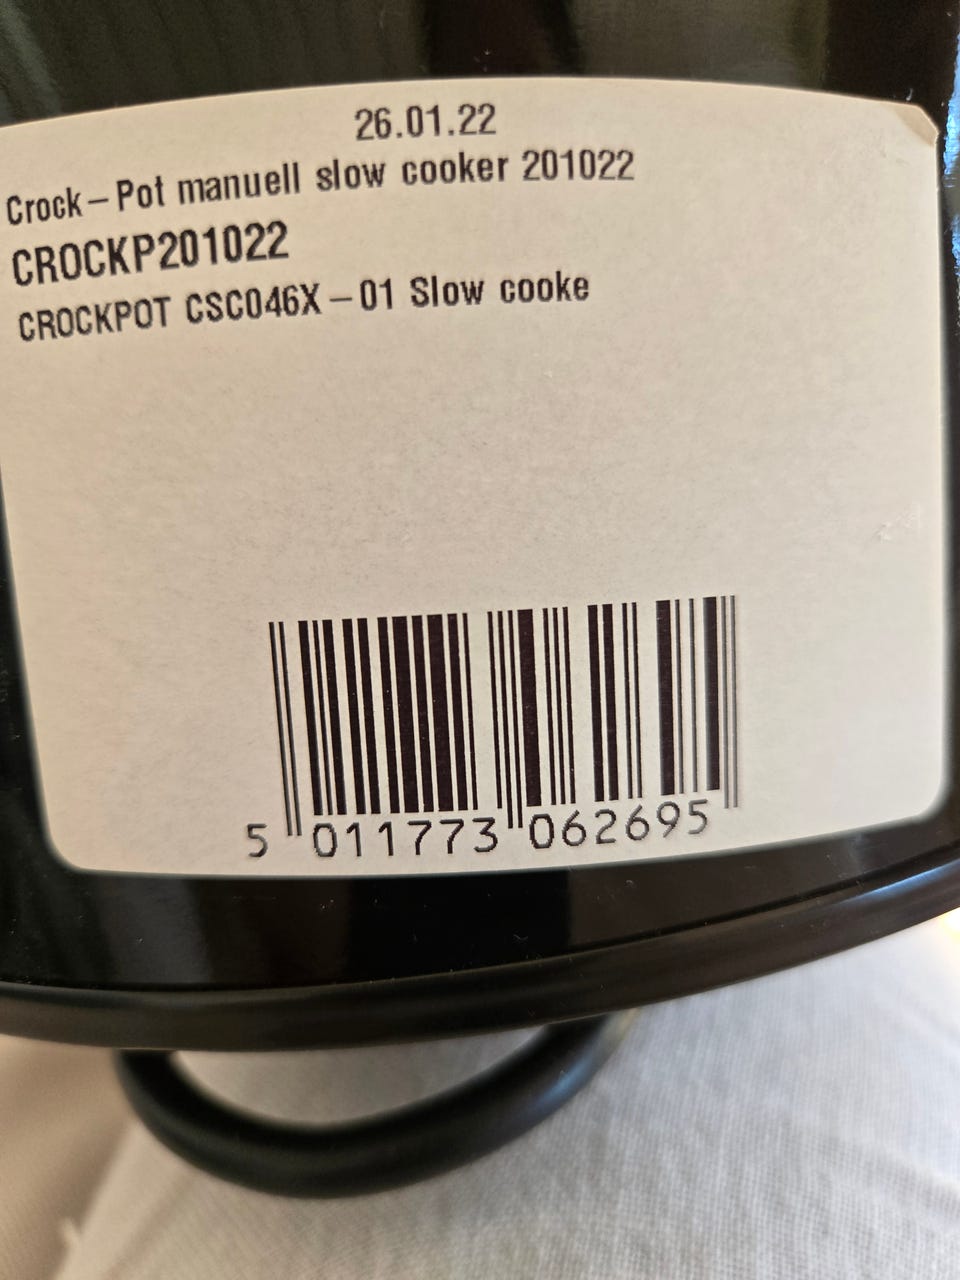 26.01.22
Crock-Pot manuell slow cooker 201022
CROCKP201022
CROCKPOT CSC046X-01 Slow cooke
5 011773 062695